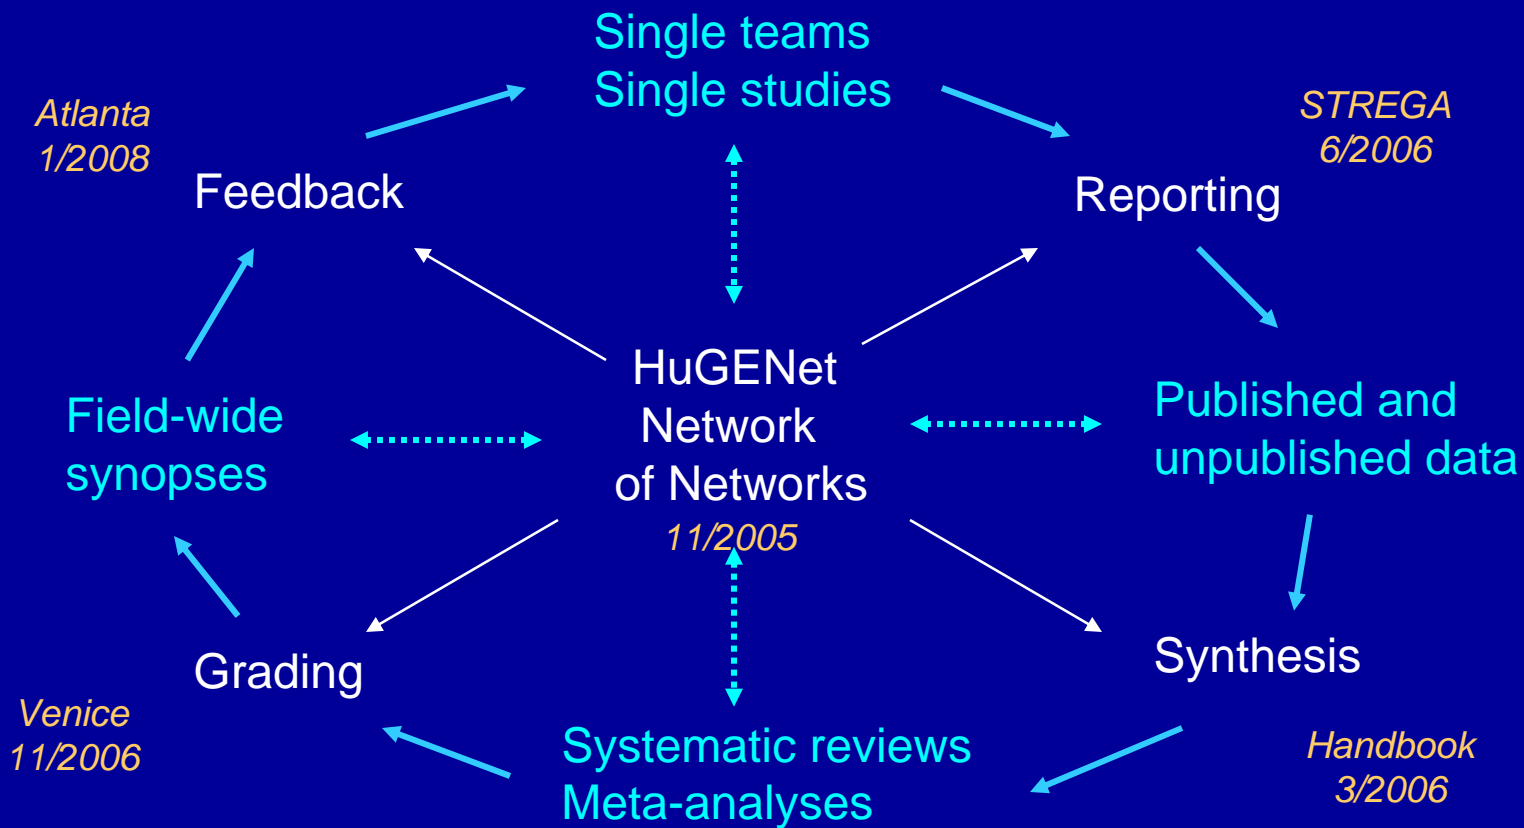 Single teams
Single studies
Atlanta
1/2008
STREGA
6/2006
Feedback
Reporting
HuGENet
Network
of Networks
11/2005
Field-wide
synopses
Published and
unpublished data
Grading
Synthesis
Venice
11/2006
Systematic reviews
Meta-analyses
Handbook
3/2006